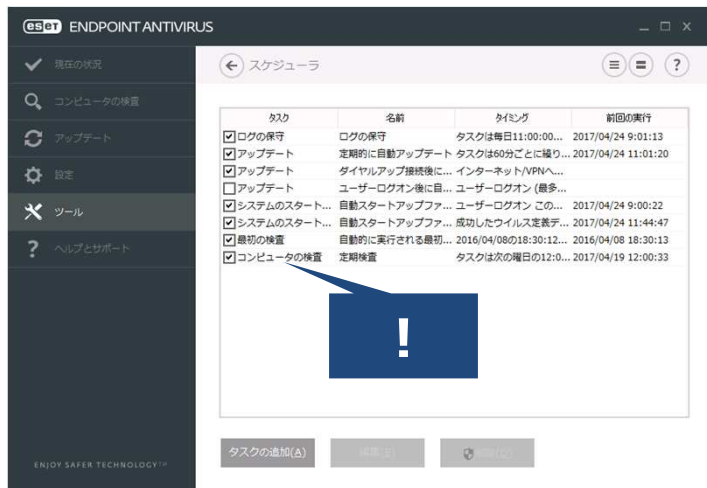 eset ENDPOINT ANTIVIRUS
現在の状況
コンピュータの検査
アップデート
設定
ツール
ヘルプとサポート
ENJOY SAFER TECHNOLOGY™
スケジューラ
?
タスク 名前 タイミング 前回の実行
ログの保守 ログの保守 タスクは毎日11:00:00... 2017/04/24 9:01:13
アップデート 定期的に自動アップデート タスクは60分ごとに繰り... 2017/04/24 11:01:20
アップデート ダイヤルアップ接続後に... インターネット/VPNへ...
アップデート ユーザーログオン後に自... ユーザーログオン (最多...
システムのスタート... 自動スタートアップファ... ユーザーログオン この... 2017/04/24 9:00:22
システムのスタート... 自動スタートアップファ... 成功したウイルス定義デ... 2017/04/24 11:44:47
最初の検査 自動的に実行される最初... 2016/04/08の18:30:12... 2016/04/08 18:30:13
コンピュータの検査 定期検査 タスクは次の曜日の12:0... 2017/04/19 12:00:33
!
タスクの追加(A)